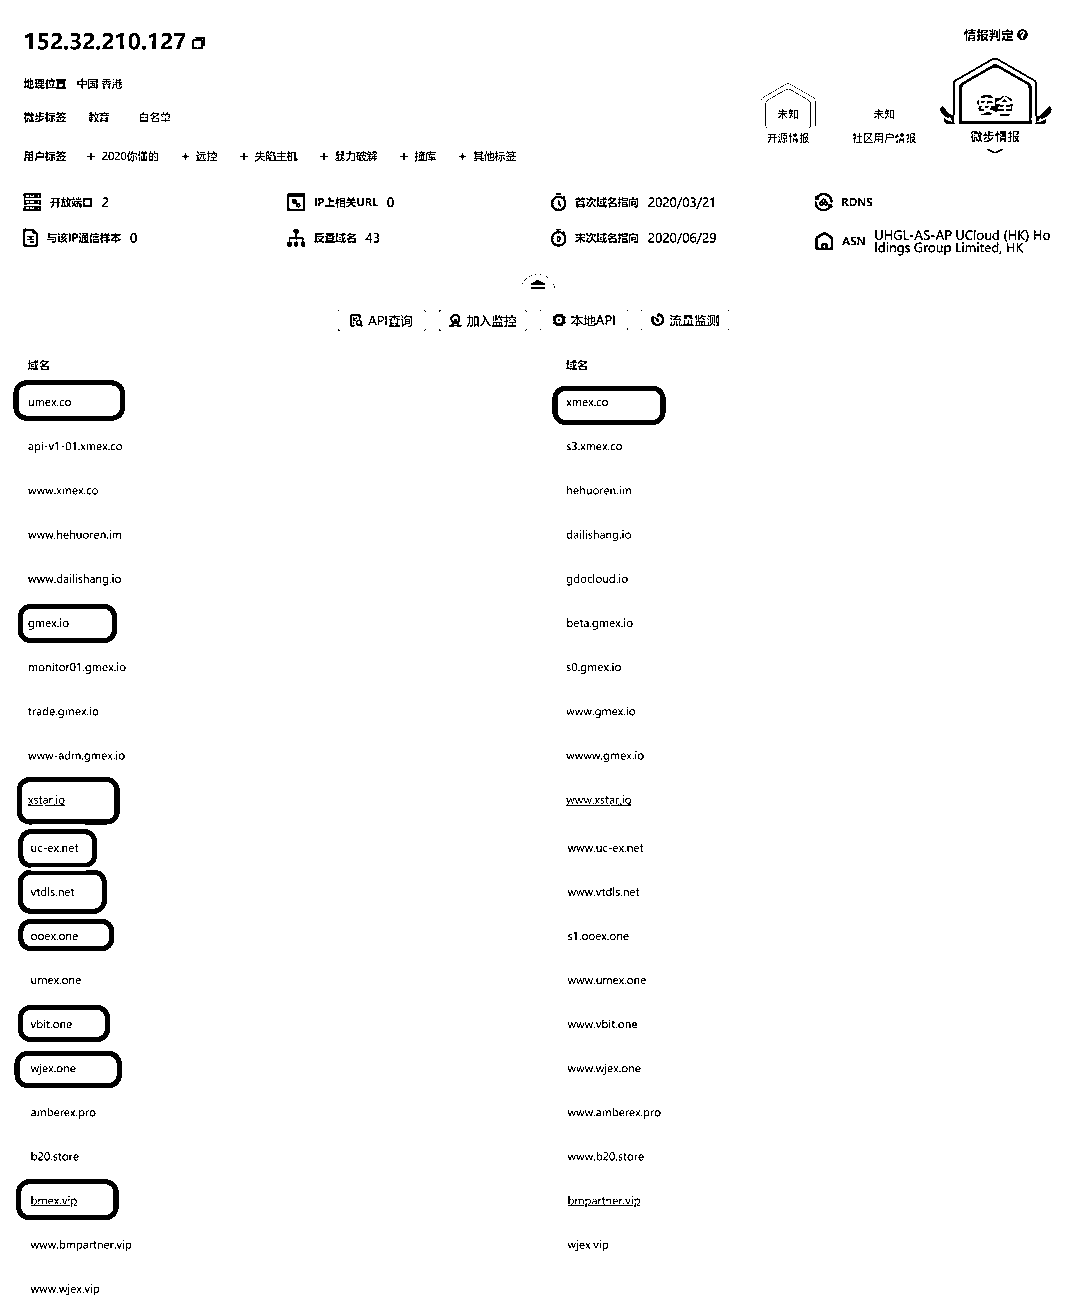 152.32.210.127
情报判定
地理位置 中国 香港
微步标签 教育 白名单
用户标签 + 2020你懂的 + 远控 + 失陷主机 + 暴力破解 + 撞库 + 其他标签
未知
开源情报
未知
社区用户情报
安全
微步情报
开放端口 2 IP上相关URL 0 首次域名指向 2020/03/21 RDNS
与该IP通信样本 0 反查域名 43 末次域名指向 2020/06/29 ASN UHGL-AS-AP UCloud (HK) Ho
ldings Group Limited, HK
API查询 加入监控 本地API 流量监测
域名 域名
umex.co xmex.co
api-v1-01.xmex.co s3.xmex.co
www.xmex.co hehuoren.im
www.hehuoren.im dailishang.io
www.dailishang.io gdocloud.io
gmex.io beta.gmex.io
monitor01.gmex.io s0.gmex.io
trade.gmex.io www.gmex.io
www-adm.gmex.io wwww.gmex.io
xstar.io www.xstar.io
uc-ex.net www.uc-ex.net
vtdls.net www.vtdls.net
ooex.one s1.ooex.one
umex.one www.umex.one
vbit.one www.vbit.one
wjex.one www.wjex.one
amberex.pro www.amberex.pro
b20.store www.b20.store
bmex.vip bmpartner.vip
www.bmpartner.vip wjex.vip
www.wjex.vip